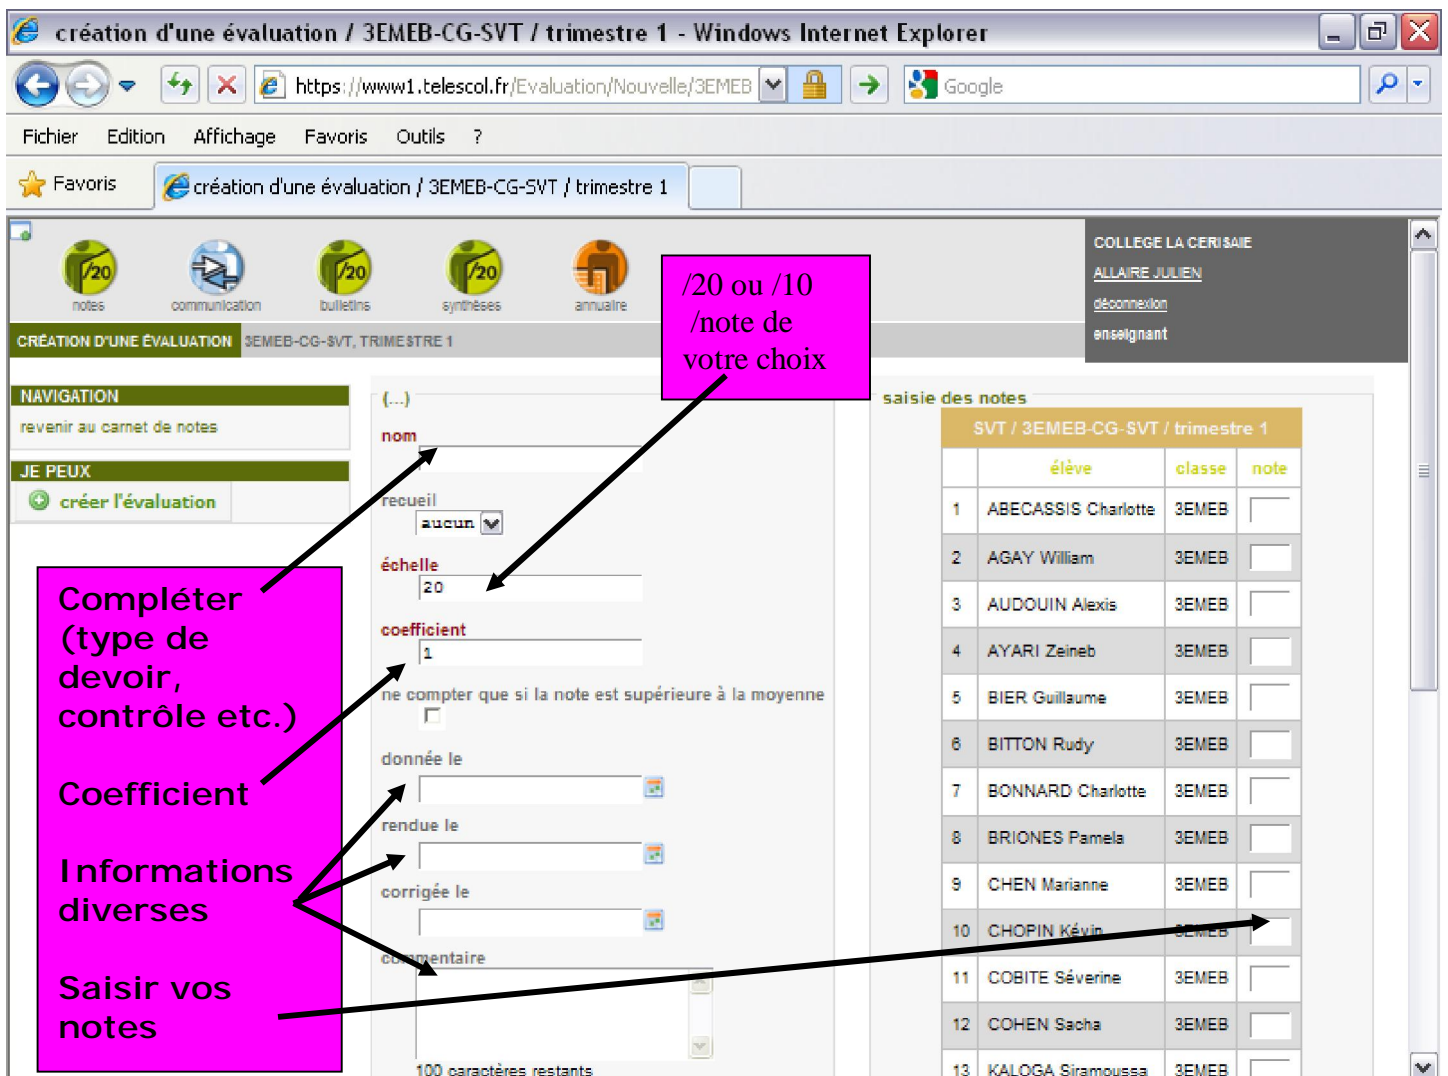 création d'une évaluation / 3EMEB-CG-SVT / trimestre 1 - Windows Internet Explorer
https://www1.telescol.fr/Evaluation/Nouvelle/3EMEB
Google
Fichier Edition Affichage Favoris Outils ?
Favoris
création d'une évaluation / 3EMEB-CG-SVT / trimestre 1
/20 /20 /20
notes communication bulletins synthèses annuaire
COLLEGE LA CERISAIE
ALLAIRE JULIEN
déconnexion
enseignant
CRÉATION D'UNE ÉVALUATION 3EMEB-CG-SVT, TRIMESTRE 1
/20 ou /10
/note de
votre choix
NAVIGATION
revenir au carnet de notes
JE PEUX
créer l'évaluation
Compléter
(type de
devoir,
contrôle etc.)
Coefficient
Informations
diverses
Saisir vos
notes
(...)
nom
recueil
aucun
échelle
20
coefficient
1
ne compter que si la note est supérieure à la moyenne
donnée le
rendue le
corrigée le
commentaire
100 caractères restants
saisie des notes
SVT / 3EMEB-CG-SVT / trimestre 1
élève classe note
1 ABECASSIS Charlotte 3EMEB
2 AGAY William 3EMEB
3 AUDOUIN Alexis 3EMEB
4 AYARI Zeineb 3EMEB
5 BIER Guillaume 3EMEB
6 BITTON Rudy 3EMEB
7 BONNARD Charlotte 3EMEB
8 BRIONES Pamela 3EMEB
9 CHEN Marianne 3EMEB
10 CHOPIN Kévin 3EMEB
11 COBITE Séverine 3EMEB
12 COHEN Sacha 3EMEB
13 KALOGA Siramoussa 3EMEB